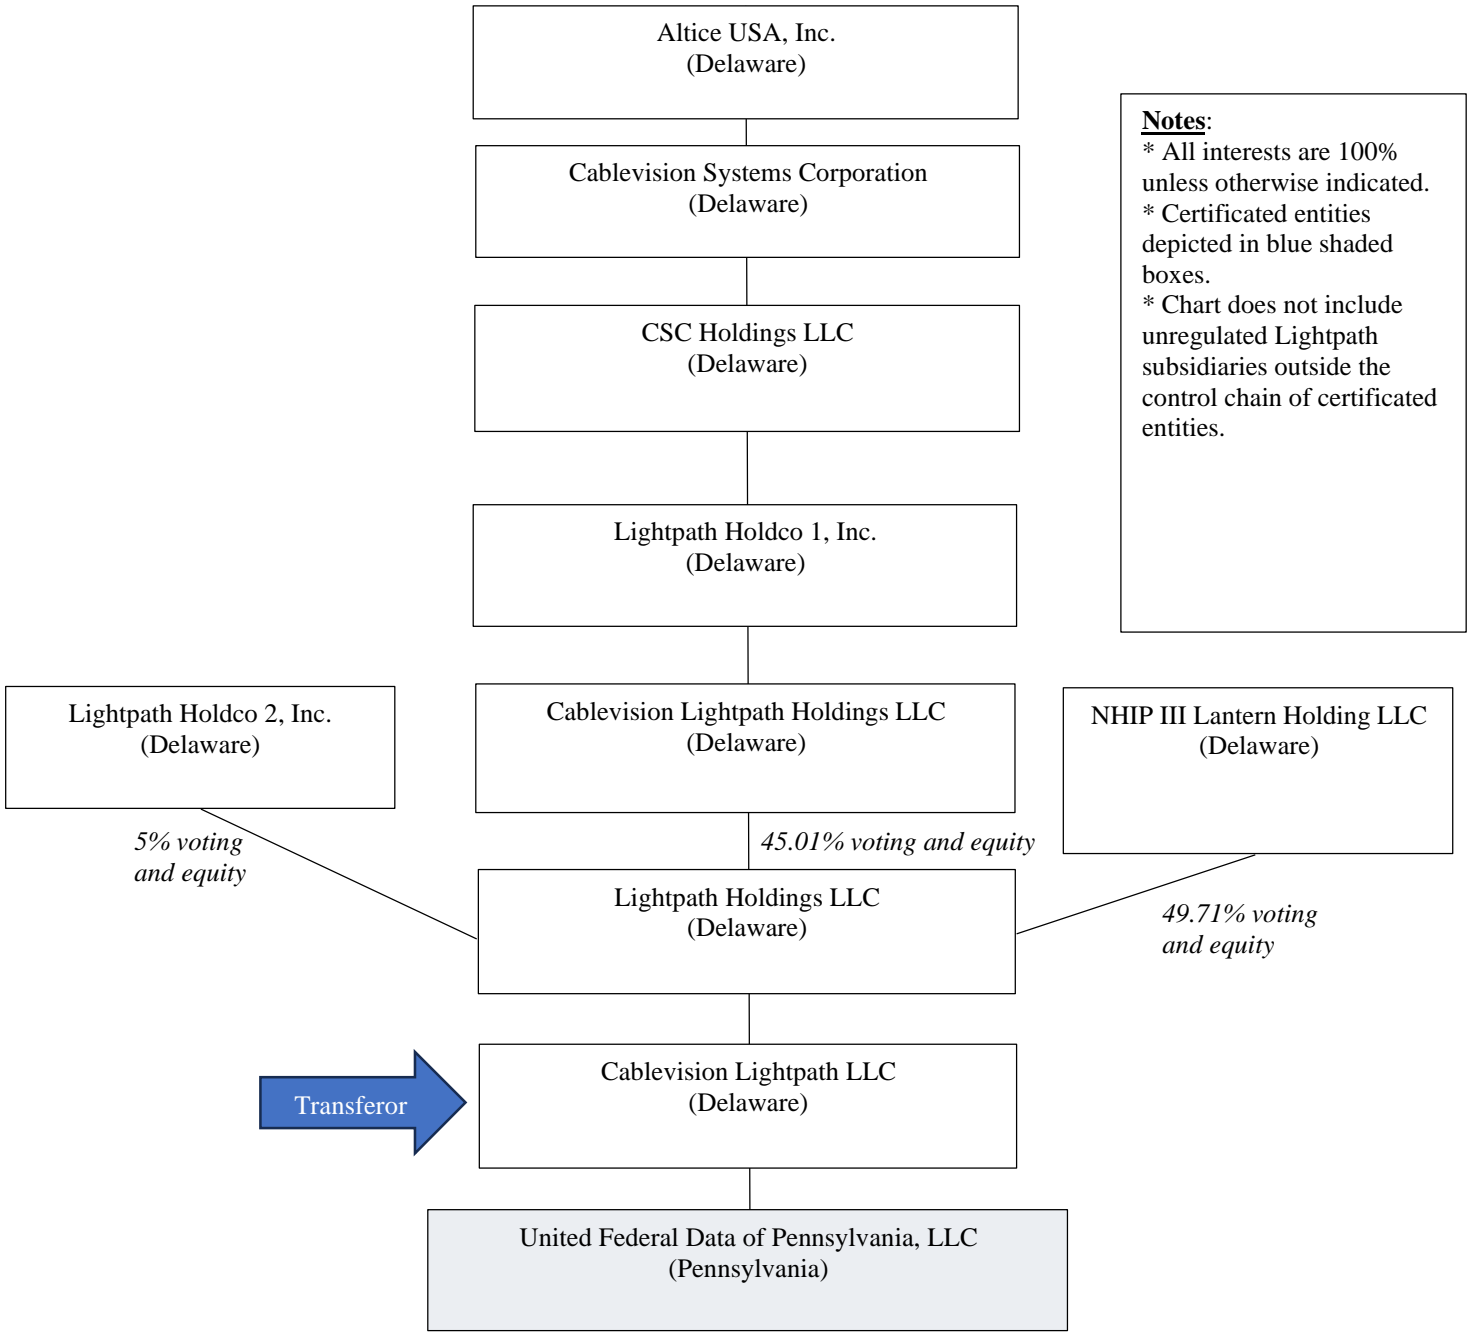 Altice USA, Inc.
(Delaware)
Cablevision Systems Corporation
(Delaware)
CSC Holdings LLC
(Delaware)
Lightpath Holdco 1, Inc.
(Delaware)
Notes:
* All interests are 100%
unless otherwise indicated.
* Certificated entities
depicted in blue shaded
boxes.
* Chart does not include
unregulated Lightpath
subsidiaries outside the
control chain of certificated
entities.
Lightpath Holdco 2, Inc.
(Delaware)
Cablevision Lightpath Holdings LLC
(Delaware)
NHIP III Lantern Holding LLC
(Delaware)
5% voting
and equity
45.01% voting and equity
49.71% voting
and equity
Lightpath Holdings LLC
(Delaware)
Transferor
Cablevision Lightpath LLC
(Delaware)
United Federal Data of Pennsylvania, LLC
(Pennsylvania)